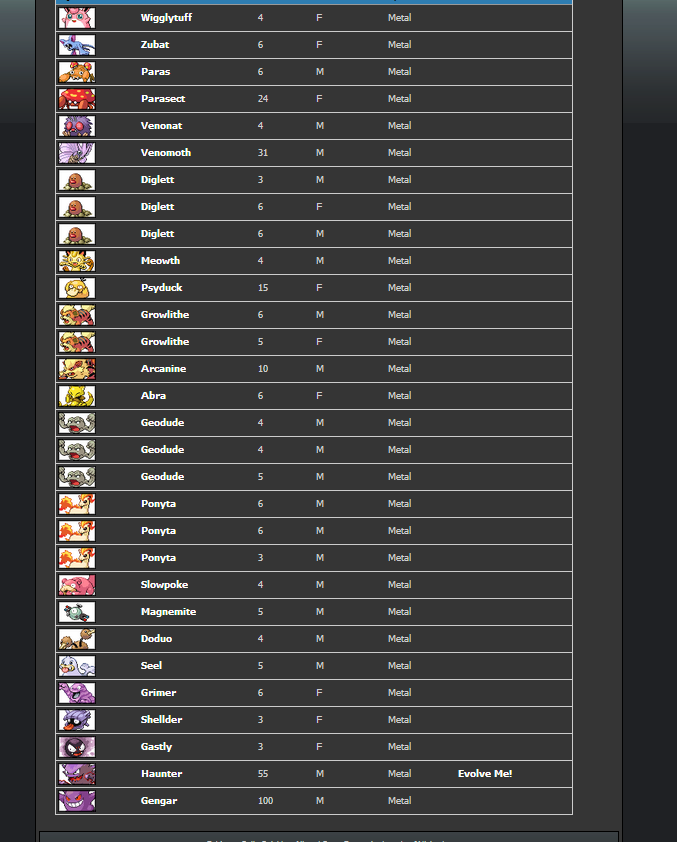 Wigglytuff 4 F Metal
Zubat 6 F Metal
Paras 6 M Metal
Parasect 24 F Metal
Venonat 4 M Metal
Venomoth 31 M Metal
Diglett 3 M Metal
Diglett 6 F Metal
Diglett 6 M Metal
Meowth 4 M Metal
Psyduck 15 F Metal
Growlithe 6 M Metal
Growlithe 5 F Metal
Arcanine 10 M Metal
Abra 6 F Metal
Geodude 4 M Metal
Geodude 4 M Metal
Geodude 5 M Metal
Ponyta 6 M Metal
Ponyta 6 M Metal
Ponyta 3 M Metal
Slowpoke 4 M Metal
Magnemite 5 M Metal
Doduo 4 M Metal
Seel 5 M Metal
Grimer 6 F Metal
Shellder 3 F Metal
Gastly 3 F Metal
Haunter 55 M Metal Evolve Me!
Gengar 100 M Metal